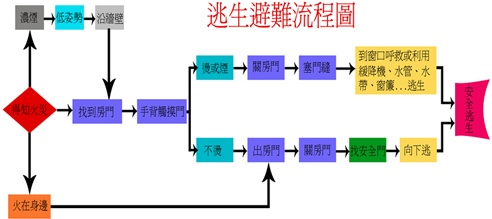 逃生避難流程圖
濃煙
低姿勢
沿牆壁
得知火災
找到房門
手背觸摸門
燙或煙
關房門
塞門縫
到窗口呼救或利用
緩降機、水管、水
帶、窗簾...逃生
安全逃生
不燙
出房門
關房門
找安全門
向下逃
火在身邊